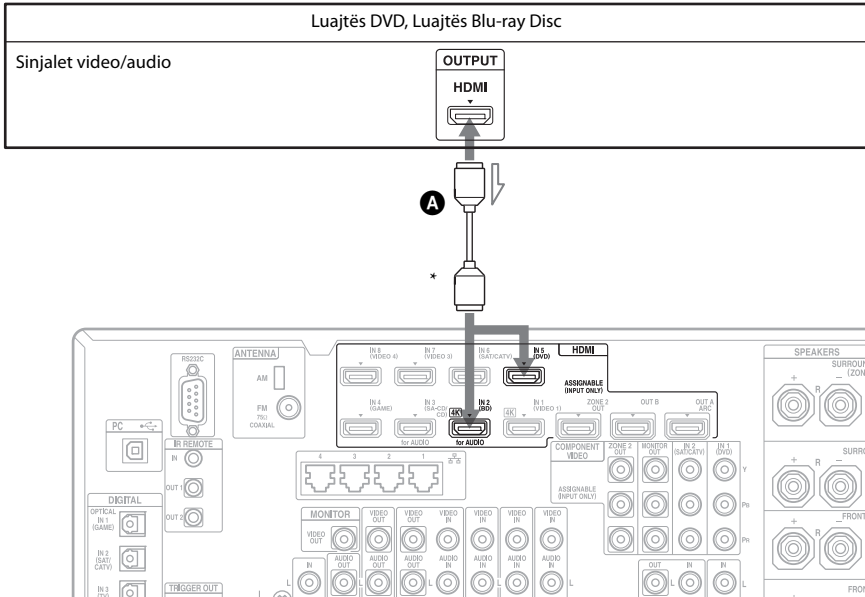 Luajtës DVD, Luajtës Blu-ray Disc
Sinjalet video/audio
OUTPUT
HDMI
A
*
RS232C
ANTENNA
AM
FM
75Ω
COAXIAL
IN 8
(VIDEO 4)
IN 7
(VIDEO 3)
IN 6
(SAT/CATV)
IN 5
(DVD)
HDMI
ASSIGNABLE
(INPUT ONLY)
IN 4
(GAME)
IN 3
(SA-CD/
CD)
for AUDIO
4K
IN 2
(BD)
for AUDIO
4K
IN 1
(VIDEO 1)
ZONE 2
OUT
OUT B
OUT A
ARC
SPEAKERS
SURROUN
(ZON
+ R −
PC
IR REMOTE
IN
OUT 1
OUT 2
4 3 2 1
COMPONENT
VIDEO
ASSIGNABLE
(INPUT ONLY)
ZONE 2
OUT
MONITOR
OUT
IN 2
(SAT/CATV)
IN 1
(DVD)
Y
PB
PR
SURRO
+ R −
FRONT
+ R −
FRON
DIGITAL
OPTICAL
IN 1
(GAME)
IN 2
(SAT/
CATV)
IN 3
(TV)
TRIGGER OUT
MONITOR
VIDEO
OUT
VIDEO
OUT
VIDEO
OUT
VIDEO
IN
VIDEO
IN
VIDEO
IN
VIDEO
IN
IN
AUDIO
OUT
AUDIO
OUT
AUDIO
IN
AUDIO
IN
AUDIO
IN
AUDIO
IN
L
L
L
L
OUT
IN
IN
L